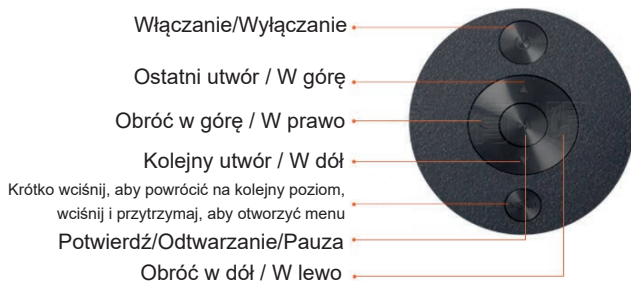 Włączanie/Wyłączanie
Ostatni utwór / W górę
Obróć w górę / W prawo
Kolejny utwór / W dół
Krótko wciśnij, aby powrócić na kolejny poziom,
wciśnij i przytrzymaj, aby otworzyć menu
Potwierdź/Odtwarzanie/Pauza
Obróć w dół / W lewo